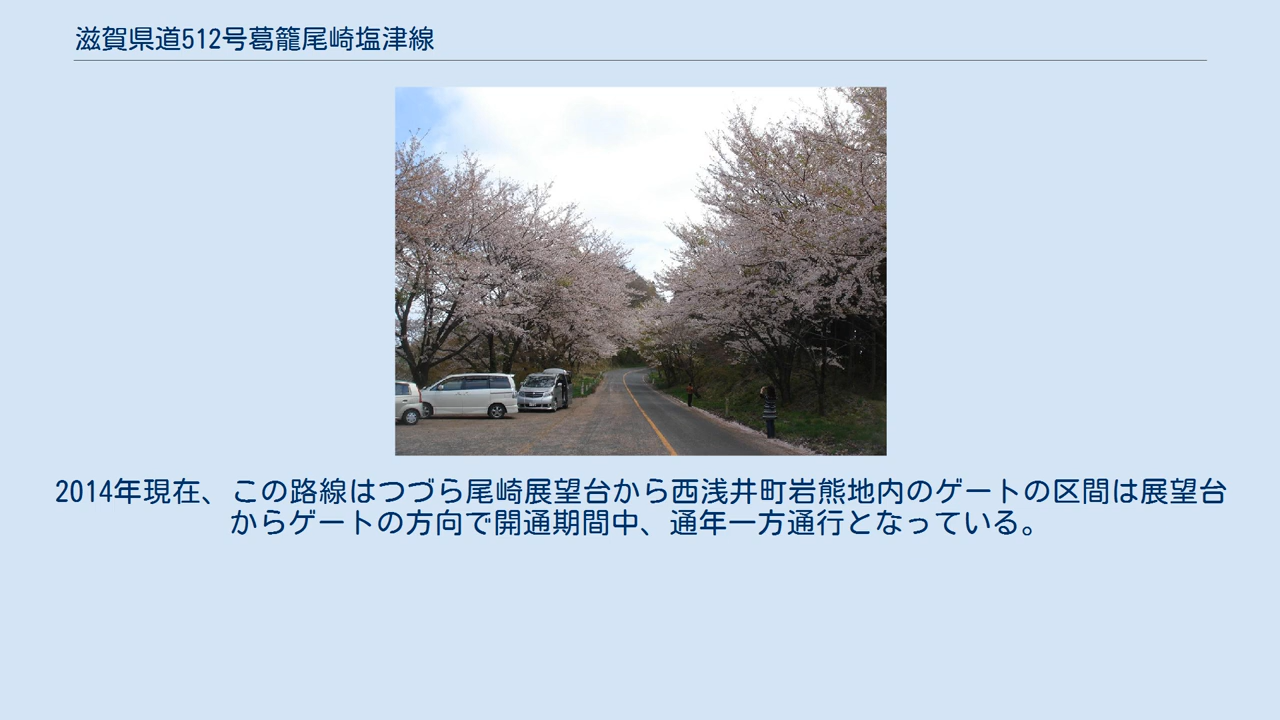 滋賀県道512号葛籠尾崎塩津線
2014年現在、この路線はつづら尾崎展望台から西浅井町岩熊地内のゲートの区間は展望台
からゲートの方向で開通期間中、通年一方通行となっている。